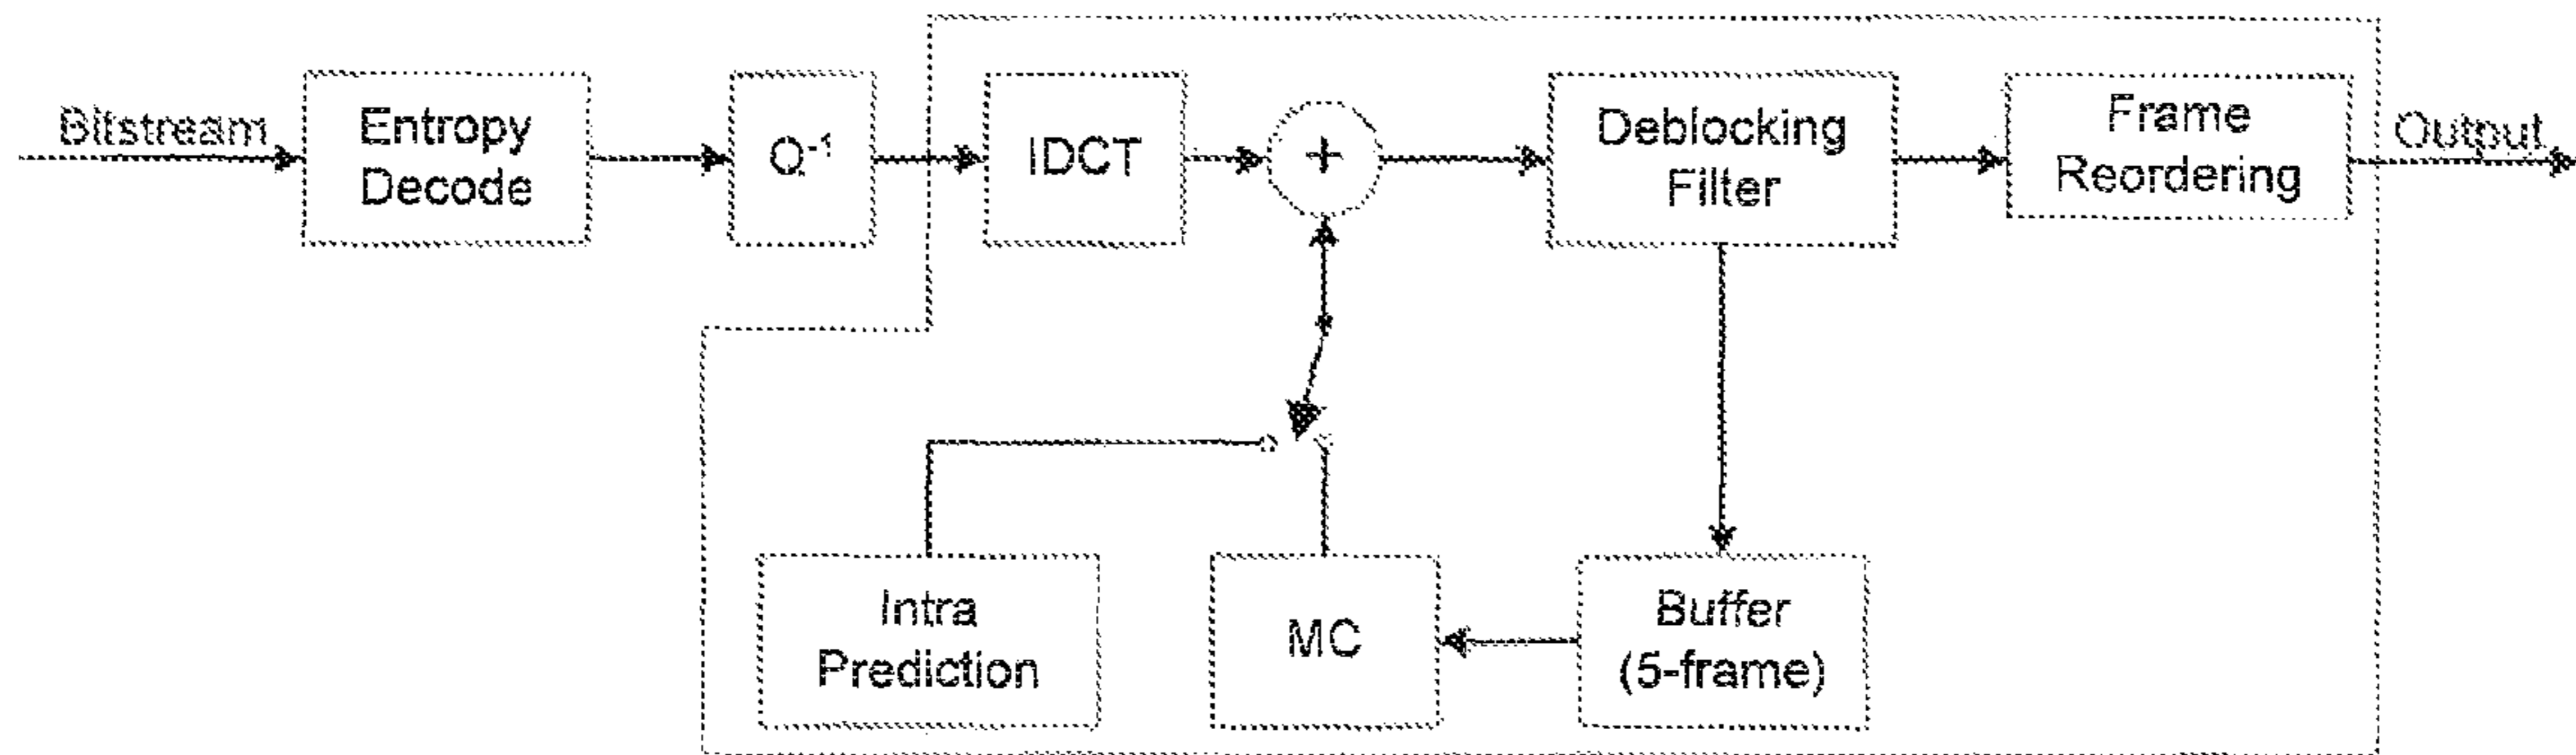 Bitstream
Entropy
Decode
Q-1
IDCT
+
Deblocking
Filter
Frame
Reordering
Output
Intra
Prediction
MC
Buffer
(5-frame)